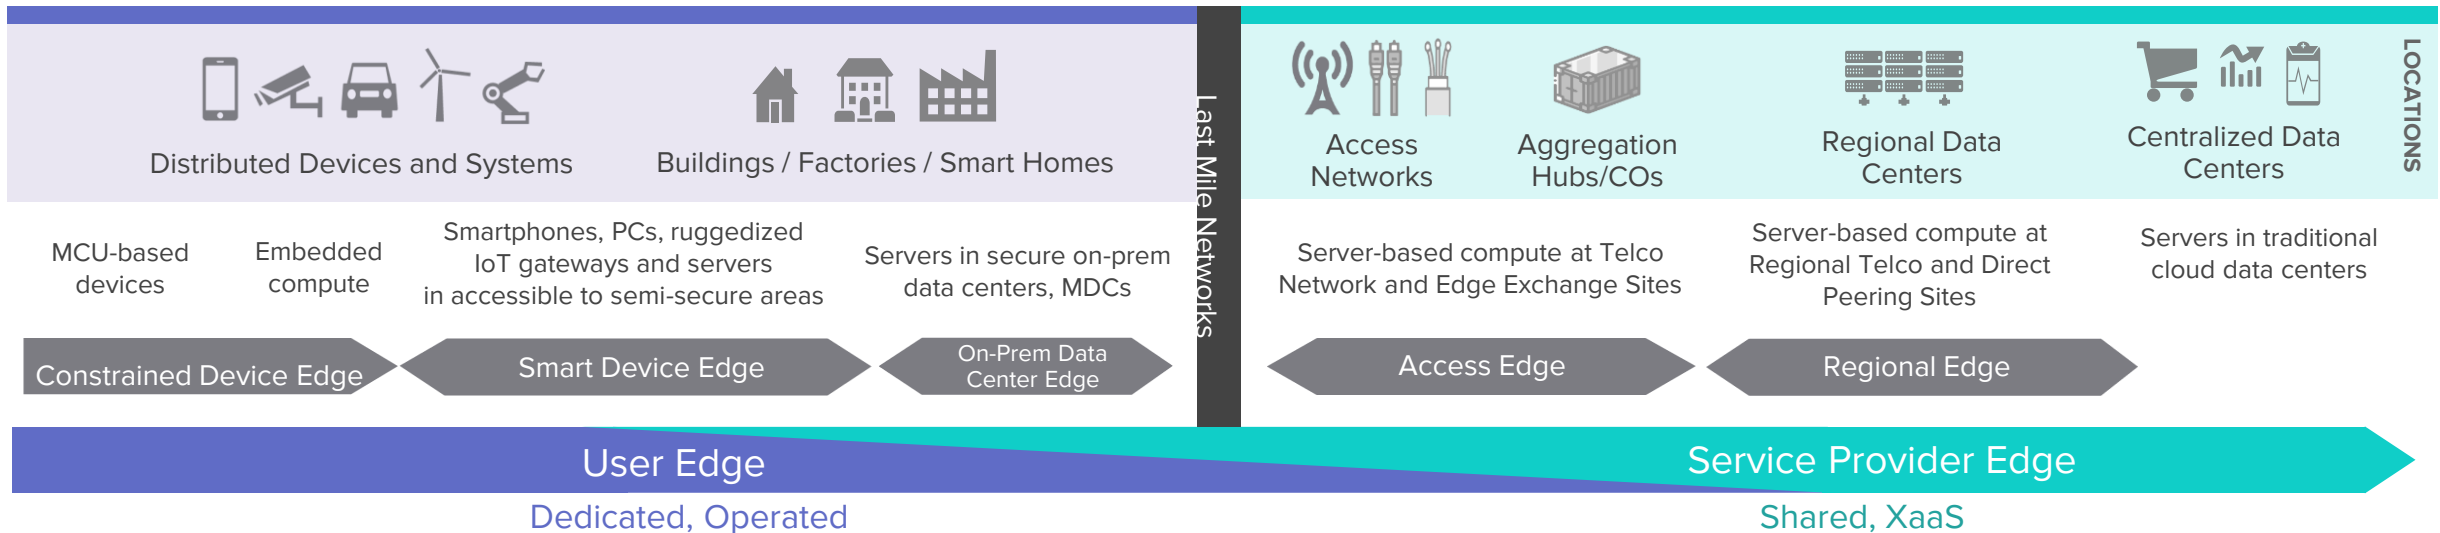 Distributed Devices and Systems
Buildings / Factories / Smart Homes
Last Mile Networks
Access
Networks
Aggregation
Hubs/COs
Regional Data
Centers
Centralized Data
Centers
LOCATIONS
MCU-based
devices
Embedded
compute
Smartphones, PCs, ruggedized
IoT gateways and servers
in accessible to semi-secure areas
Servers in secure on-prem
data centers, MDCs
Server-based compute at Telco
Network and Edge Exchange Sites
Server-based compute at
Regional Telco and Direct
Peering Sites
Servers in traditional
cloud data centers
Constrained Device Edge
Smart Device Edge
On-Prem Data
Center Edge
Access Edge
Regional Edge
User Edge
Service Provider Edge
Dedicated, Operated
Shared, XaaS